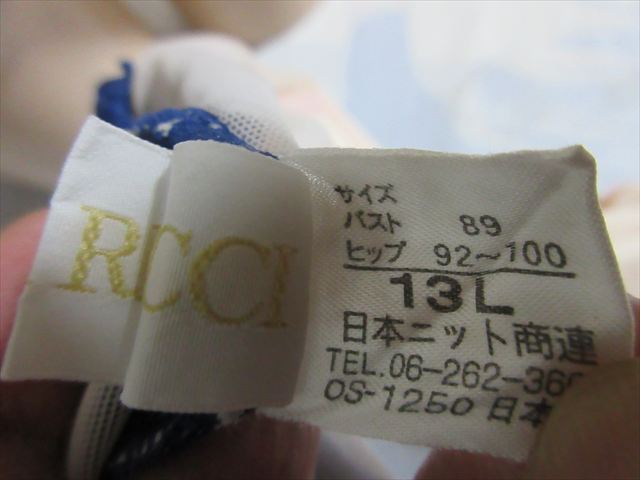 RCCI
サイズ
バスト 89
ヒップ 92~100
13L
日本ニット商連
TEL.06-262-36
OS-1250 日本